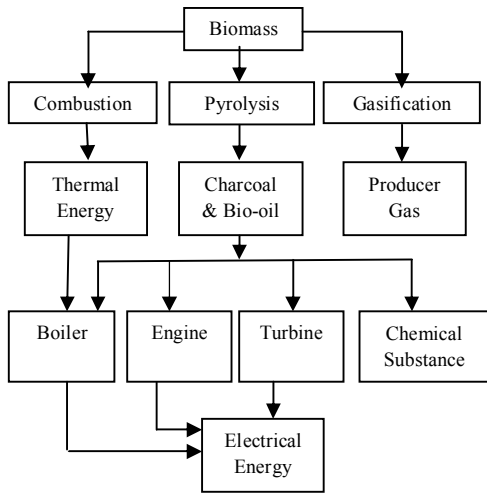 Biomass
Combustion
Pyrolysis
Gasification
Thermal
Energy
Charcoal
& Bio-oil
Producer
Gas
Boiler
Engine
Turbine
Chemical
Substance
Electrical
Energy